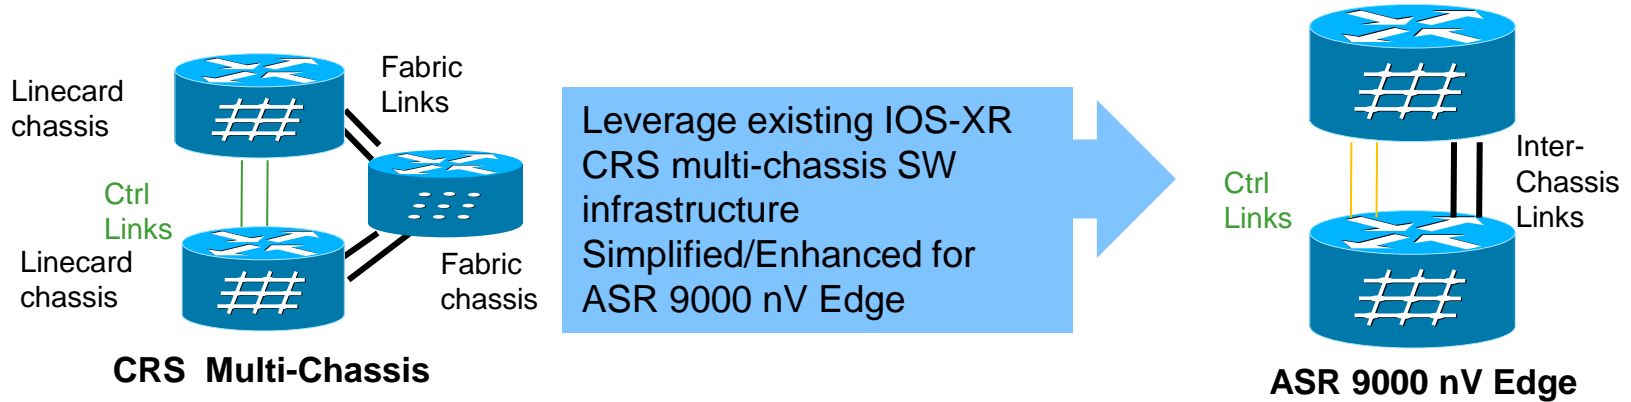 Linecard
chassis
Fabric
Links
Ctrl
Links
Linecard
chassis
Fabric
chassis
CRS Multi-Chassis
Leverage existing IOS-XR
CRS multi-chassis SW
infrastructure
Simplified/Enhanced for
ASR 9000 nV Edge
Ctrl
Links
Inter-
Chassis
Links
ASR 9000 nV Edge